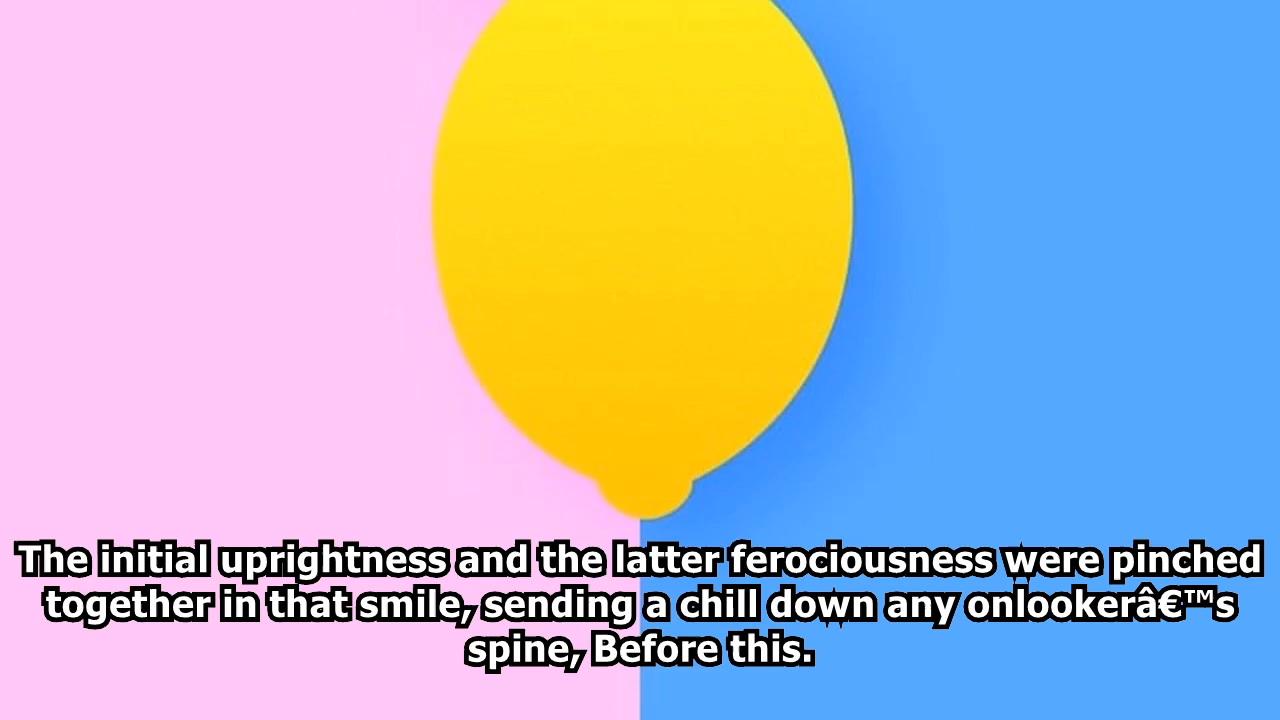 The initial uprightness and the latter ferociousness were pinched
together in that smile, sending a chill down any onlookerâ€™s
spine, Before this.